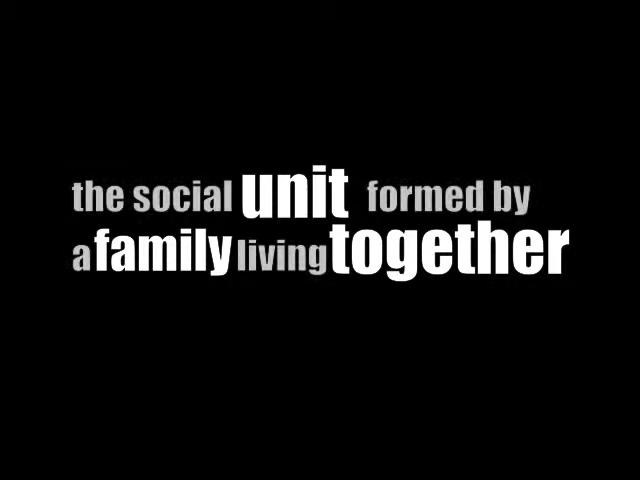 the social unit formed by
a family living together